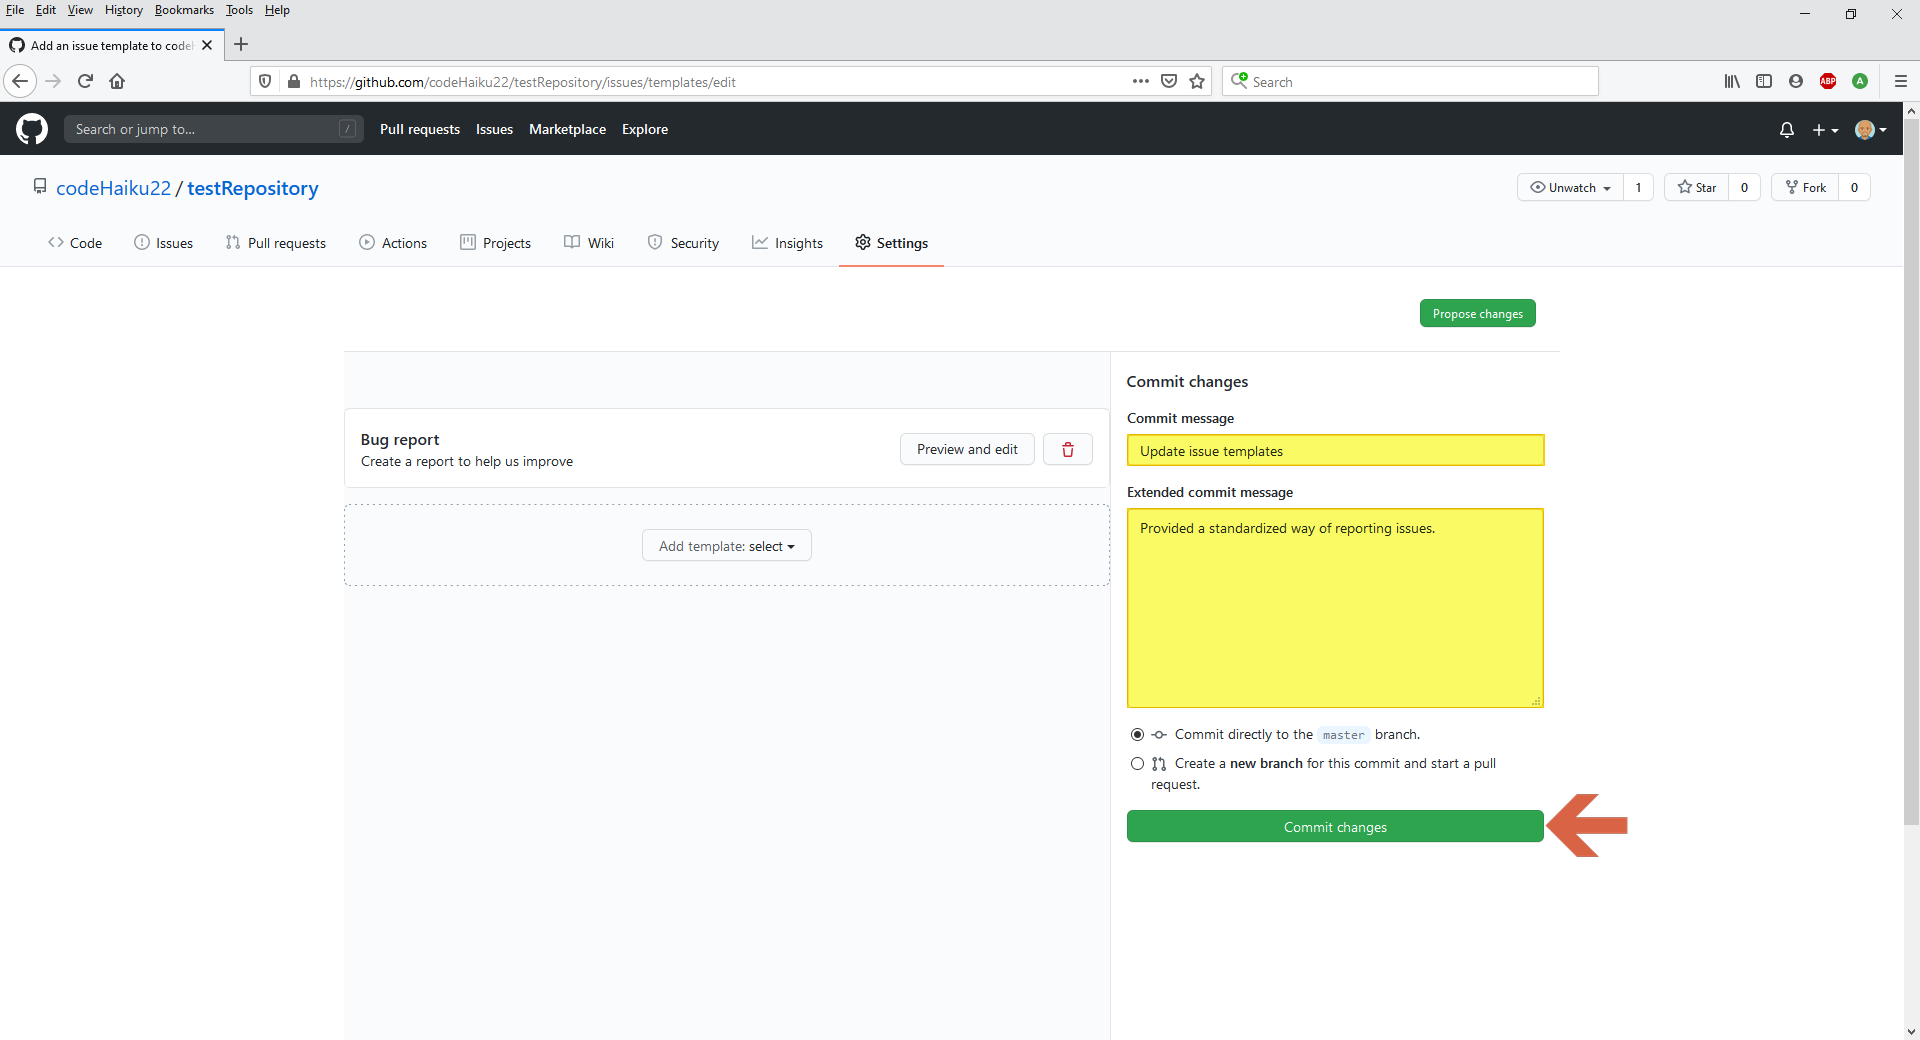 File Edit View History Bookmarks Tools Help
Add an issue template to code
https://github.com/codeHaiku22/testRepository/issues/templates/edit
Search
ABP
A
Search or jump to...
/
Pull requests Issues Marketplace Explore
codeHaiku22 / testRepository
Unwatch 1 Star 0 Fork 0
Code Issues Pull requests Actions Projects Wiki Security Insights Settings
Propose changes
Bug report
Create a report to help us improve
Preview and edit
Add template: select
Commit changes
Commit message
Update issue templates
Extended commit message
Provided a standardized way of reporting issues.
Commit directly to the master branch.
Create a new branch for this commit and start a pull
request.
Commit changes